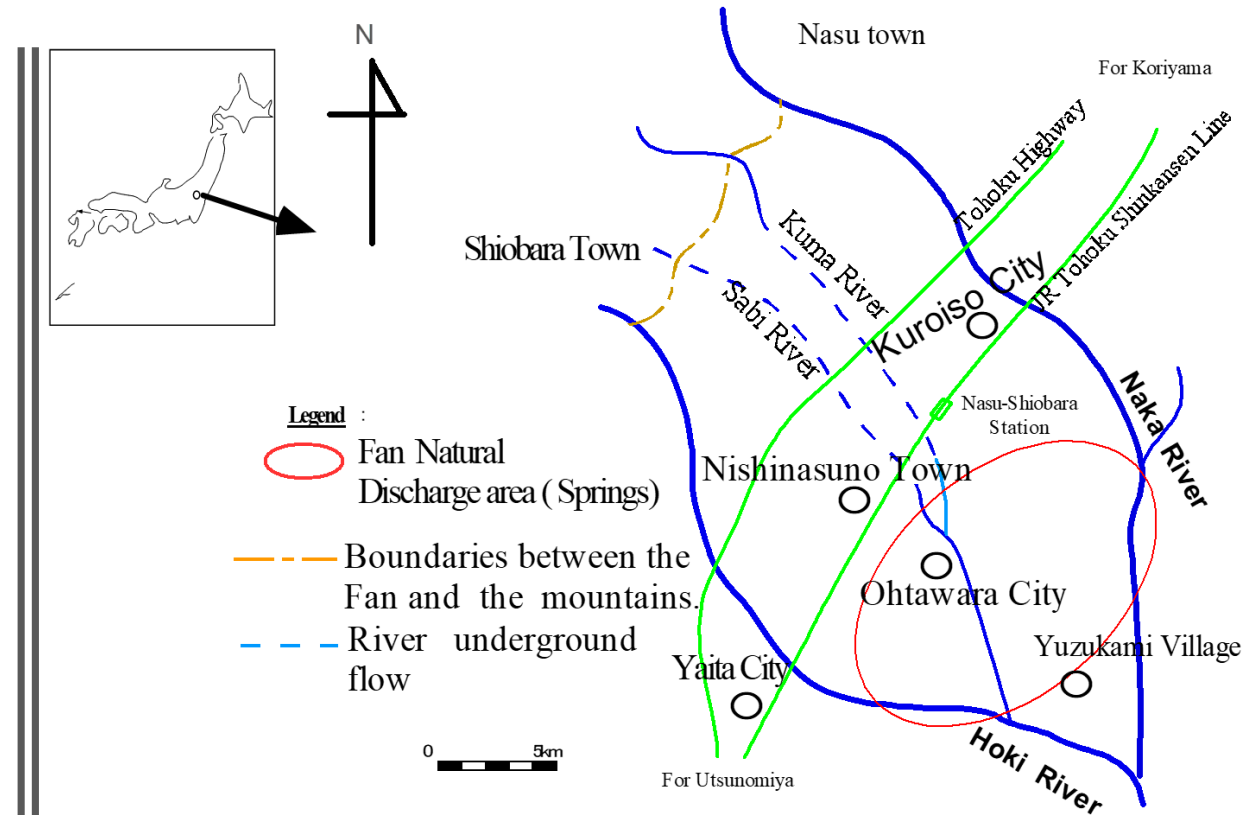 N
Nasu town
For Koriyama
Tohoku Highway
JR Tohoku Shinkansen Line
Shiobara Town
Kuma River
Sabi River
Kuroiso City
Naka River
Nasu-Shiobara
Station
Legend :
Fan Natural
Discharge area ( Springs)
Nishinasuno Town
Boundaries between the
Fan and the mountains.
River underground
flow
Ohtawara City
Yuzukami Village
Yaita City
Hoki River
0 5km
For Utsunomiya